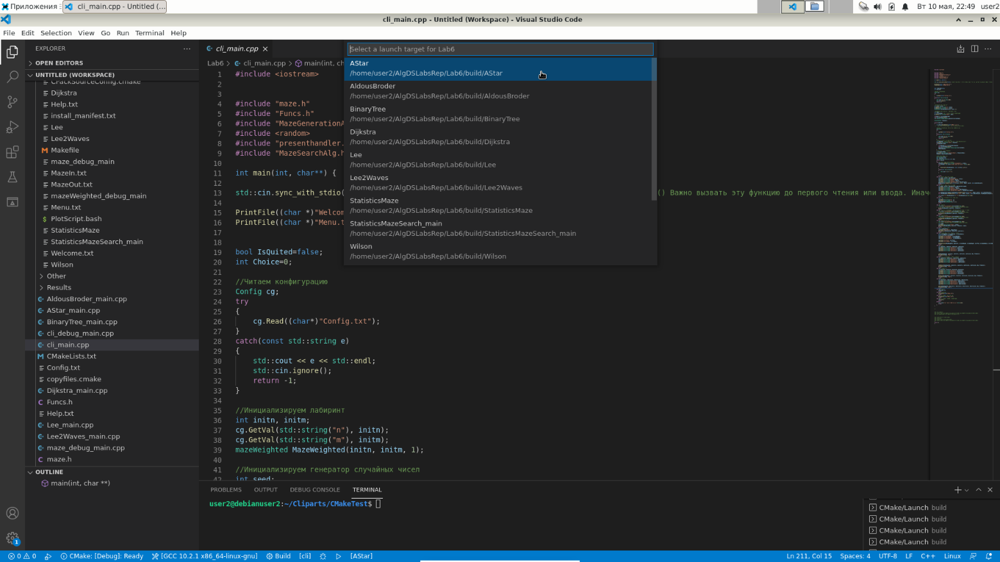 Приложения
cli_main.cpp - Untitled (...
Вт 10 мая, 22:49
user2
cli_main.cpp - Untitled (Workspace) - Visual Studio Code
File Edit Selection View Go Run Terminal Help
EXPLORER
OPEN EDITORS
UNTITLED (WORKSPACE)
CPackSourceConfig.cmake
Dijkstra
Help.txt
install_manifest.txt
Lee
Lee2Waves
Makefile
maze_debug_main
MazeIn.txt
MazeOut.txt
mazeWeighted_debug_main
Menu.txt
PlotScript.bash
StatisticsMaze
StatisticsMazeSearch_main
Welcome.txt
Wilson
Other
Results
AldousBroder_main.cpp
AStar_main.cpp
BinaryTree_main.cpp
cli_debug_main.cpp
cli_main.cpp
CMakeLists.txt
Config.txt
copyfiles.cmake
Dijkstra_main.cpp
Funcs.h
Help.txt
Lee_main.cpp
Lee2Waves_main.cpp
maze_debug_main.cpp
maze.h
OUTLINE
main(int, char **)
cli_main.cpp
Lab6 > cli_main.cpp > main(int, ch
Select a launch target for Lab6
AStar
/home/user2/AlgDSLabsRep/Lab6/build/AStar
AldousBroder
/home/user2/AlgDSLabsRep/Lab6/build/AldousBroder
BinaryTree
/home/user2/AlgDSLabsRep/Lab6/build/BinaryTree
Dijkstra
/home/user2/AlgDSLabsRep/Lab6/build/Dijkstra
Lee
/home/user2/AlgDSLabsRep/Lab6/build/Lee
Lee2Waves
/home/user2/AlgDSLabsRep/Lab6/build/Lee2Waves
StatisticsMaze
/home/user2/AlgDSLabsRep/Lab6/build/StatisticsMaze
StatisticsMazeSearch_main
/home/user2/AlgDSLabsRep/Lab6/build/StatisticsMazeSearch_main
Wilson
/home/user2/AlgDSLabsRep/Lab6/build/Wilson
1 #include <iostream>
2
3
4 #include "maze.h"
5 #include "Funcs.h"
6 #include "MazeGenerationA
7 #include <random>
8 #include "presenthandler.
9 #include "MazeSearchAlg.h
10
11 int main(int, char**) {
12
13 std::cin.sync_with_stdio( () Важно вызвать эту функцию до первого чтения или ввода. Инач
14
15 PrintFile((char *)"Welcom
16 PrintFile((char *)"Menu.t
17
18
19 bool IsQuited=false;
20 int Choice=0;
21
22 //Читаем конфигурацию
23 Config cg;
24 try
25 {
26 cg.Read((char*)"Config.txt");
27 }
28 catch(const std::string e)
29 {
30 std::cout << e << std::endl;
31 std::cin.ignore();
32 return -1;
33 }
34
35 //Инициализируем лабиринт
36 int initn, initm;
37 cg.GetVal(std::string("n"), initn);
38 cg.GetVal(std::string("m"), initm);
39 mazeWeighted MazeWeighted(initn, initm, 1);
40
41 //Инициализируем генератор случайных чисел
42 int seed;
PROBLEMS OUTPUT DEBUG CONSOLE TERMINAL
user2@debianuser2:~/Cliparts/CMakeTest$
CMake/Launch build
CMake/Launch build
CMake/Launch build
CMake/Launch build
1
0 0 CMake: [Debug]: Ready [GCC 10.2.1 x86_64-linux-gnu] Build [cli] [AStar] Ln 211, Col 15 Spaces: 4 UTF-8 LF C++ Linux